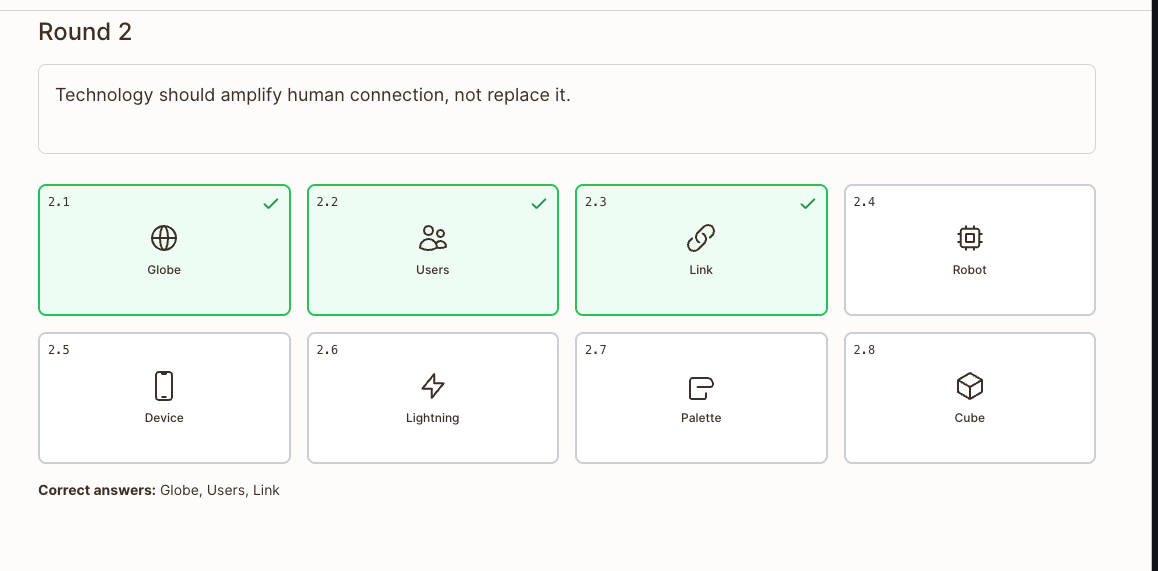 Round 2
Technology should amplify human connection, not replace it.
2.1
Globe
2.2
Users
2.3
Link
2.4
Robot
2.5
Device
2.6
Lightning
2.7
Palette
2.8
Cube
Correct answers: Globe, Users, Link